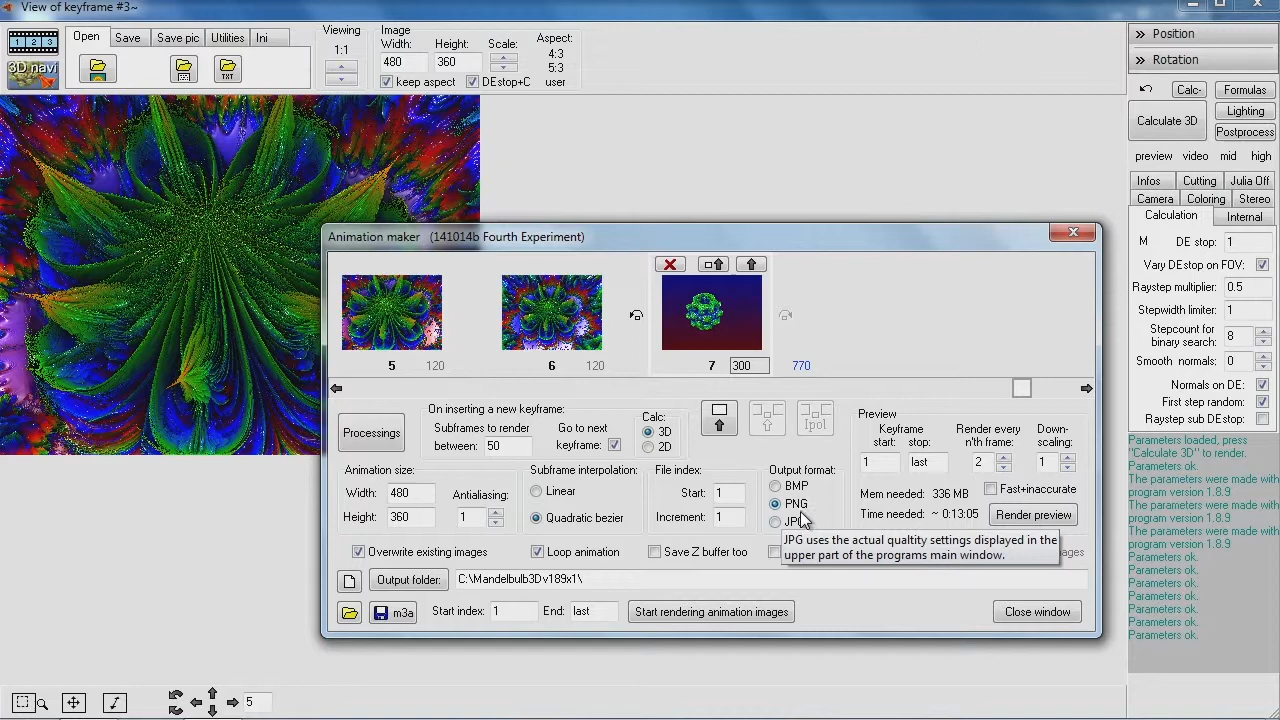 View of keyframe #3~
1 2 3
3D navi
Open Save Save pic Utilities Ini
TXT
Viewing
1:1
Image
Width: Height: Scale:
480 360
keep aspect DEstop+C
Aspect:
4:3
5:3
user
Position
Rotation
Calc- Formulas
Calculate 3D Lighting
Postprocess
preview video mid high
Infos Cutting Julia Off
Camera Coloring Stereo
Calculation Internal
M DE stop: 1
Vary DEstop on FOV:
Raystep multiplier: 0.5
Stepwidth limiter: 1
Stepcount for
binary search: 8
Smooth normals: 0
Normals on DE:
First step random:
Raystep sub DEstop:
Parameters loaded, press
"Calculate 3D" to render.
Parameters ok.
The parameters were made with
program version 1.8.9
Parameters ok.
The parameters were made with
program version 1.8.9
Parameters ok.
Parameters ok.
Parameters ok.
Parameters ok.
Parameters ok.
Parameters ok.
Parameters ok.
Animation maker (141014b Fourth Experiment)
5 120 6 120 7 300 770
Processings
On inserting a new keyframe:
Subframes to render
between: 50
Go to next
keyframe:
Calc:
3D
2D
Ipol
Preview
Keyframe
start: stop:
1 last
Render every
n'th frame:
2
Down-
scaling:
1
Mem needed: 336 MB
Fast+inaccurate
Time needed: ~ 0:13:05
Render preview
Animation size:
Width: 480
Height: 360
Antialiasing:
1
Subframe interpolation:
Linear
Quadratic bezier
File index:
Start: 1
Increment: 1
Output format:
BMP
PNG
JPG
JPG uses the actual qualtity settings displayed in the
upper part of the programs main window.
Overwrite existing images Loop animation Save Z buffer too
Output folder: C:\Mandelbulb3Dv189x1\
m3a Start index: 1 End: last Start rendering animation images Close window
5